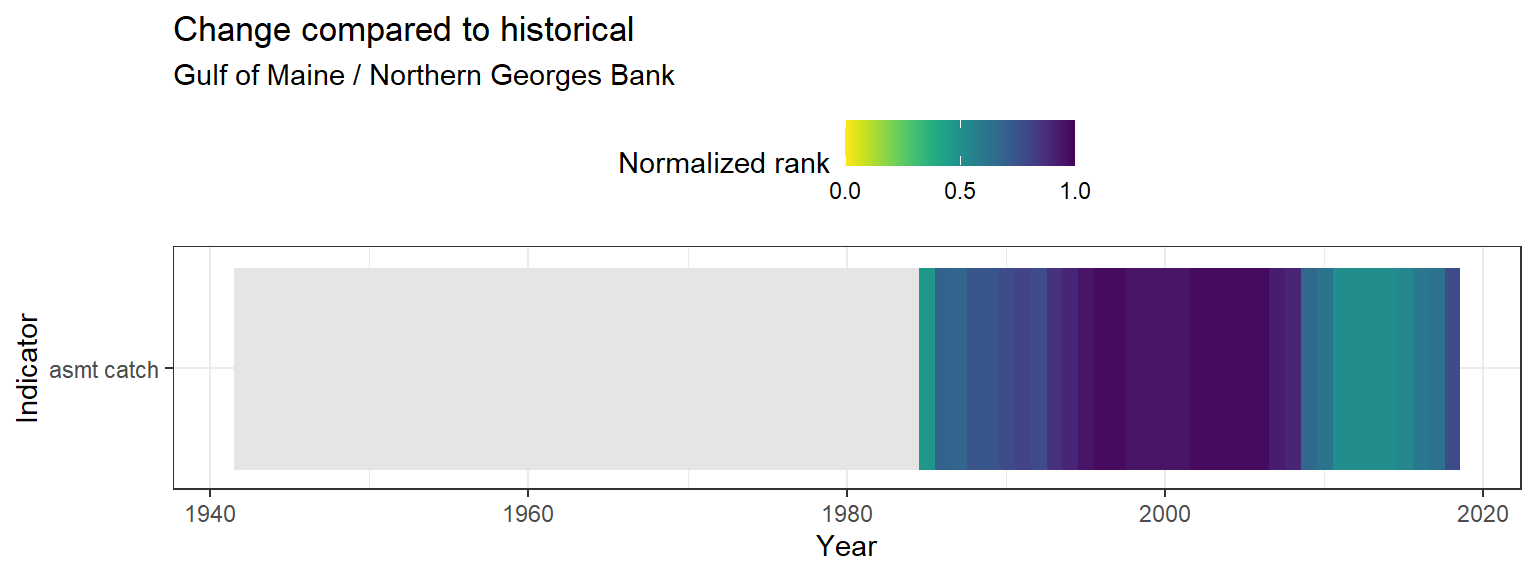 Change compared to historical
Gulf of Maine / Northern Georges Bank
Normalized rank
0.0 0.5 1.0
Indicator
asmt catch
1940 1960 1980 2000 2020
Year